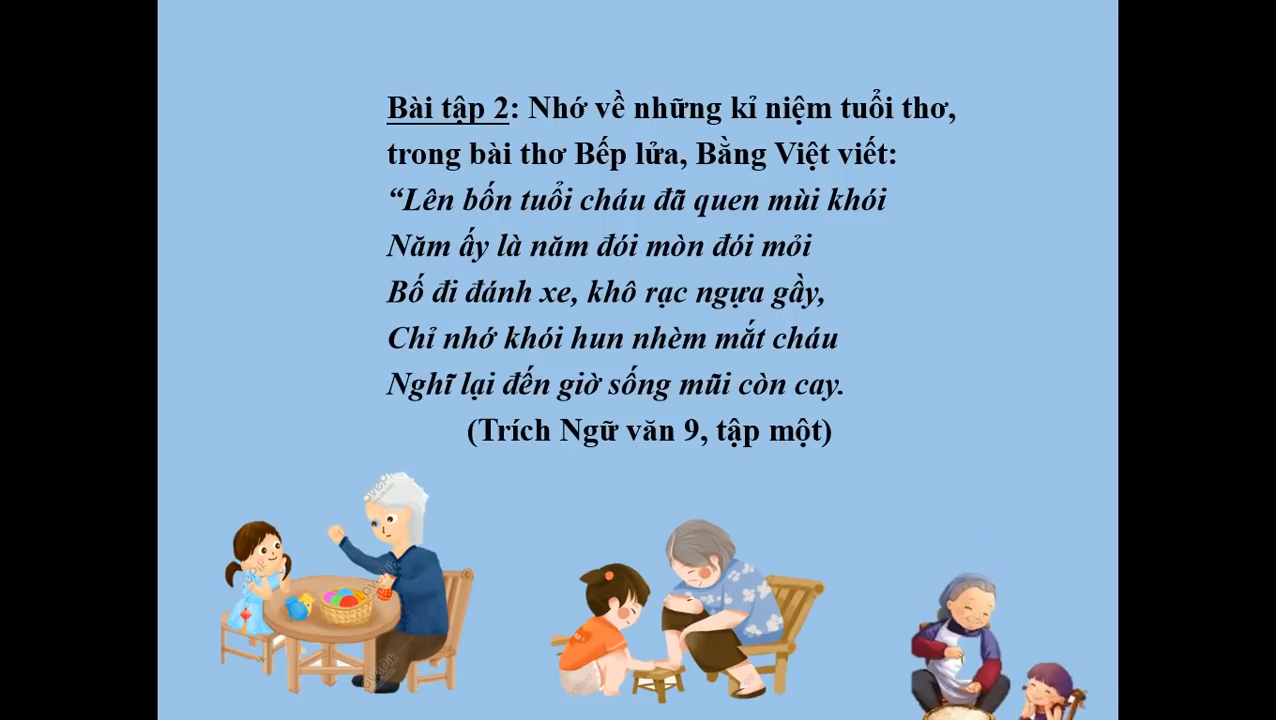 Bài tập 2: Nhớ về những kỉ niệm tuổi thơ,
trong bài thơ Bếp lửa, Bằng Việt viết:
“Lên bốn tuổi cháu đã quen mùi khói
Năm ấy là năm đói mòn đói mỏi
Bố đi đánh xe, khô rạc ngựa gầy,
Chỉ nhớ khói hun nhèm mắt cháu
Nghĩ lại đến giờ sống mũi còn cay.
(Trích Ngữ văn 9, tập một)